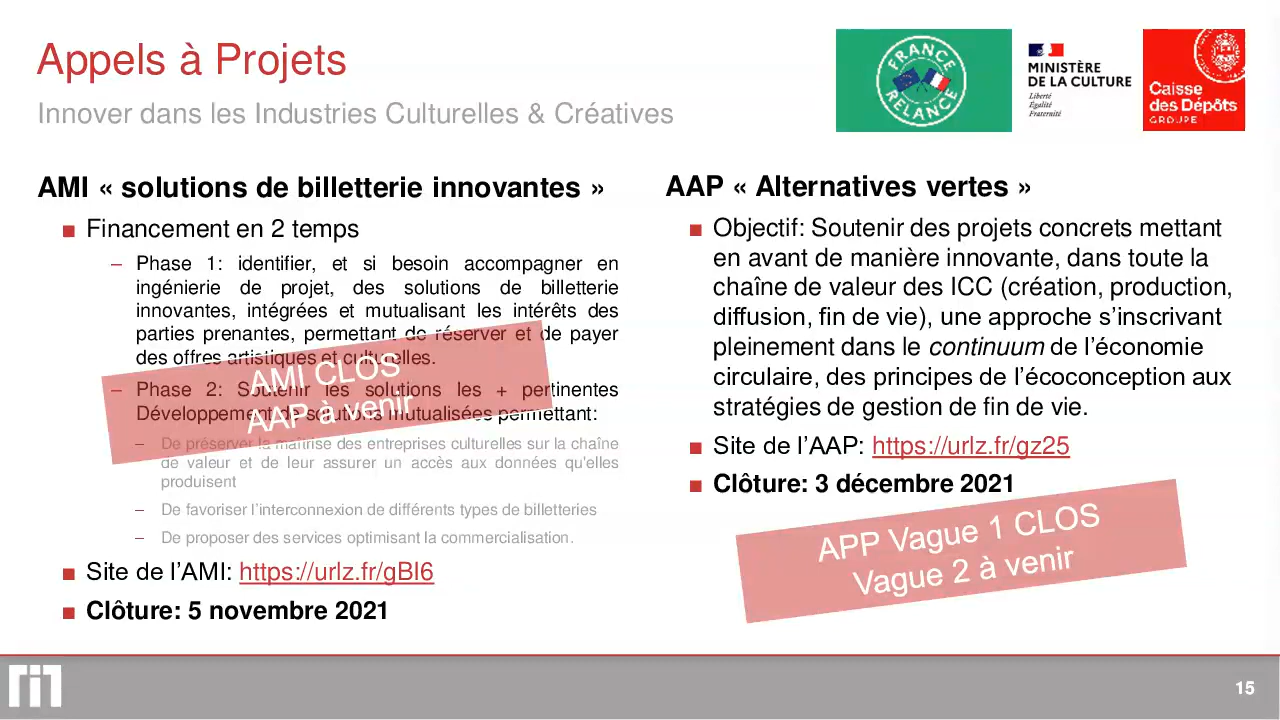 Appels à Projets
Innover dans les Industries Culturelles & Créatives
FRANCE
RELANCE
MINISTÈRE
DE LA CULTURE
Liberté
Égalité
Fraternité
Caisse
des Dépôts
GROUPE
AMI « solutions de billetterie innovantes »
■ Financement en 2 temps
– Phase 1: identifier, et si besoin accompagner en
ingénierie de projet, des solutions de billetterie
innovantes, intégrées et mutualisant les intérêts des
parties prenantes, permettant de réserver et de payer
des offres artistiques et culturelles.
– Phase 2: Soutenir les solutions les + pertinentes
Développement de solutions mutualisées permettant:
– De préserver la maîtrise des entreprises culturelles sur la chaîne
de valeur et de leur assurer un accès aux données qu'elles
produisent
– De favoriser l’interconnexion de différents types de billetteries
– De proposer des services optimisant la commercialisation.
AMI CLOS
AAP à venir
■ Site de l’AMI: https://urlz.fr/gBI6
■ Clôture: 5 novembre 2021
AAP « Alternatives vertes »
■ Objectif: Soutenir des projets concrets mettant
en avant de manière innovante, dans toute la
chaîne de valeur des ICC (création, production,
diffusion, fin de vie), une approche s’inscrivant
pleinement dans le continuum de l’économie
circulaire, des principes de l’écoconception aux
stratégies de gestion de fin de vie.
■ Site de l’AAP: https://urlz.fr/gz25
■ Clôture: 3 décembre 2021
APP Vague 1 CLOS
Vague 2 à venir
15